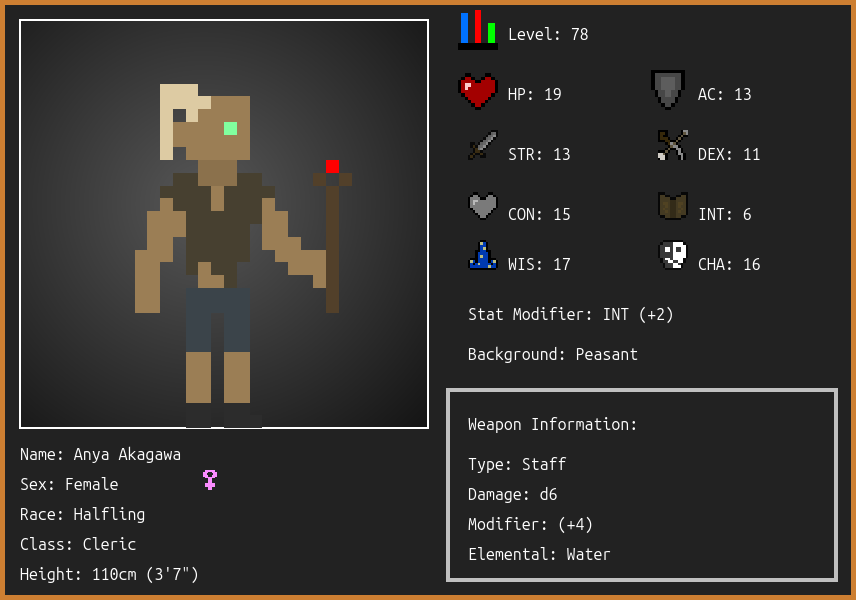 Level: 78
HP: 19
AC: 13
STR: 13
DEX: 11
CON: 15
INT: 6
WIS: 17
CHA: 16
Stat Modifier: INT (+2)
Background: Peasant
Weapon Information:
Type: Staff
Damage: d6
Modifier: (+4)
Elemental: Water
Name: Anya Akagawa
Sex: Female
Race: Halfling
Class: Cleric
Height: 110cm (3'7")